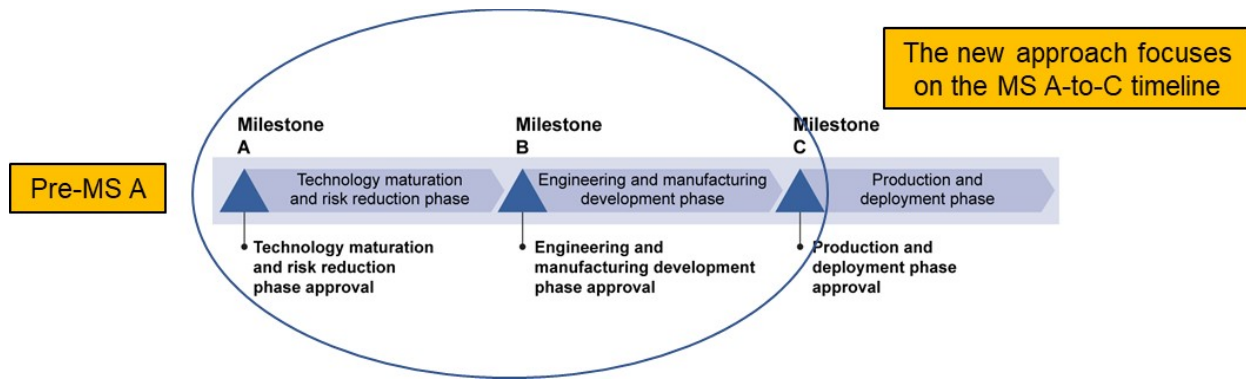 The new approach focuses
on the MS A-to-C timeline
Milestone
A
Milestone
B
Milestone
C
Pre-MS A
Technology maturation
and risk reduction phase
Engineering and manufacturing
development phase
Production and
deployment phase
Technology maturation
and risk reduction
phase approval
Engineering and
manufacturing development
phase approval
Production and
deployment phase
approval